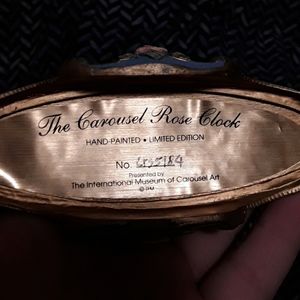 The Carousel Rose Clock
HAND-PAINTED • LIMITED EDITION
No.
Presented by
The International Museum of Carousel Art